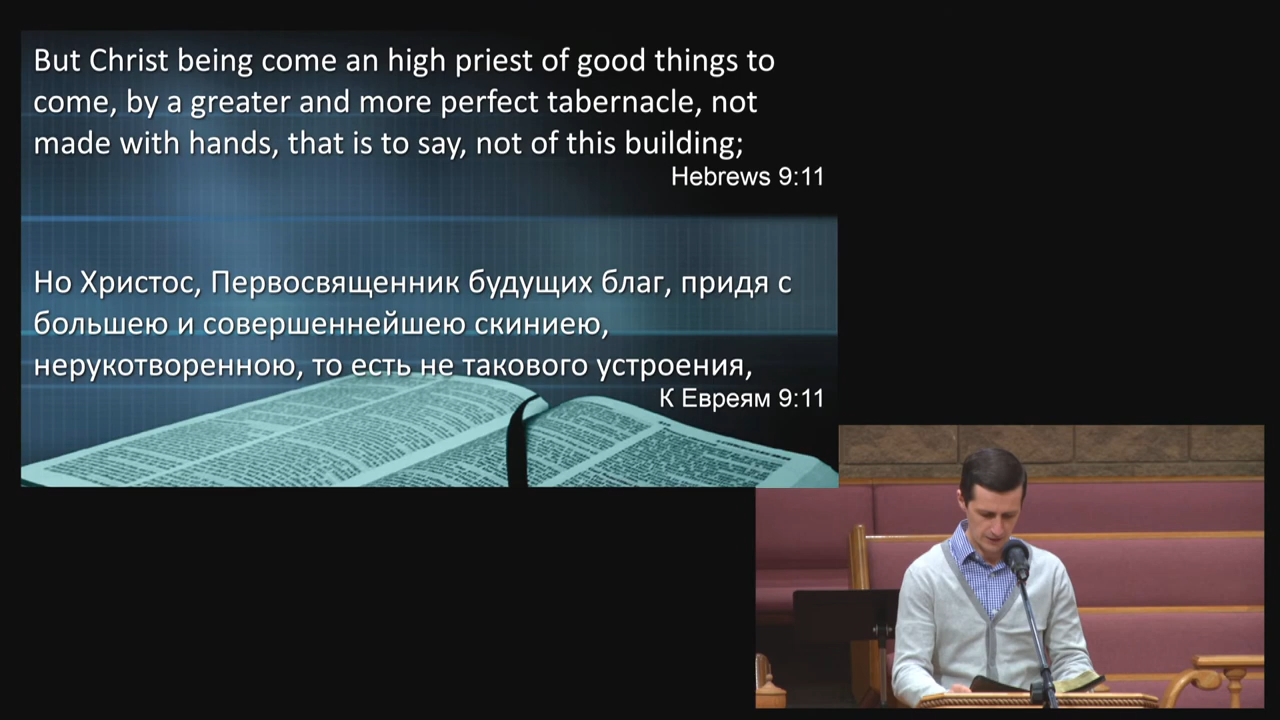 But Christ being come an high priest of good things to
come, by a greater and more perfect tabernacle, not
made with hands, that is to say, not of this building;
Hebrews 9:11
Но Христос, Первосвященник будущих благ, придя с
большею и совершеннейшею скиниею,
нерукотворенною, то есть не такового устроения,
К Евреям 9:11